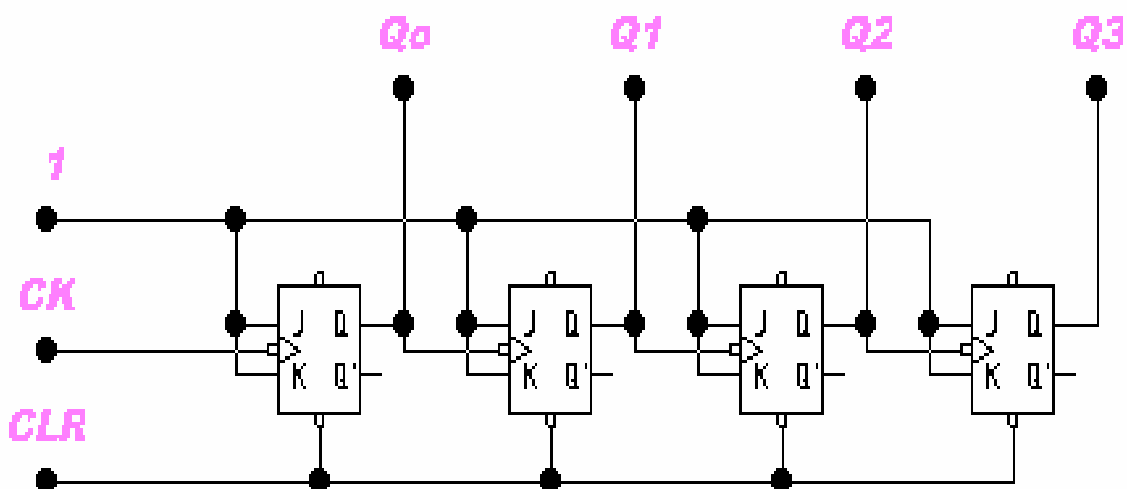 Qo Q1 Q2 Q3
1
CK
J Q J Q J Q J Q
K Q' K Q' K Q' K Q'
CLR